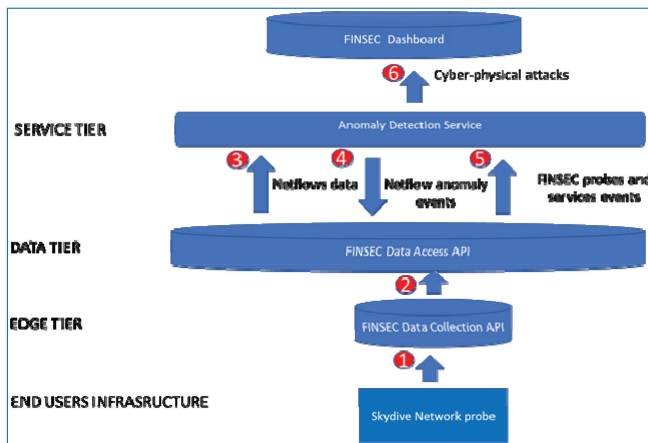 FINSEC Dashboard
6
Cyber-physical attacks
SERVICE TIER
Anomaly Detection Service
3
4
5
Netflows data
Netflow anomaly
events
FINSEC probes and
services events
DATA TIER
FINSEC Data Access API
2
EDGE TIER
FINSEC Data Collection API
1
END USERS INFRASRUCTURE
Skydive Network probe